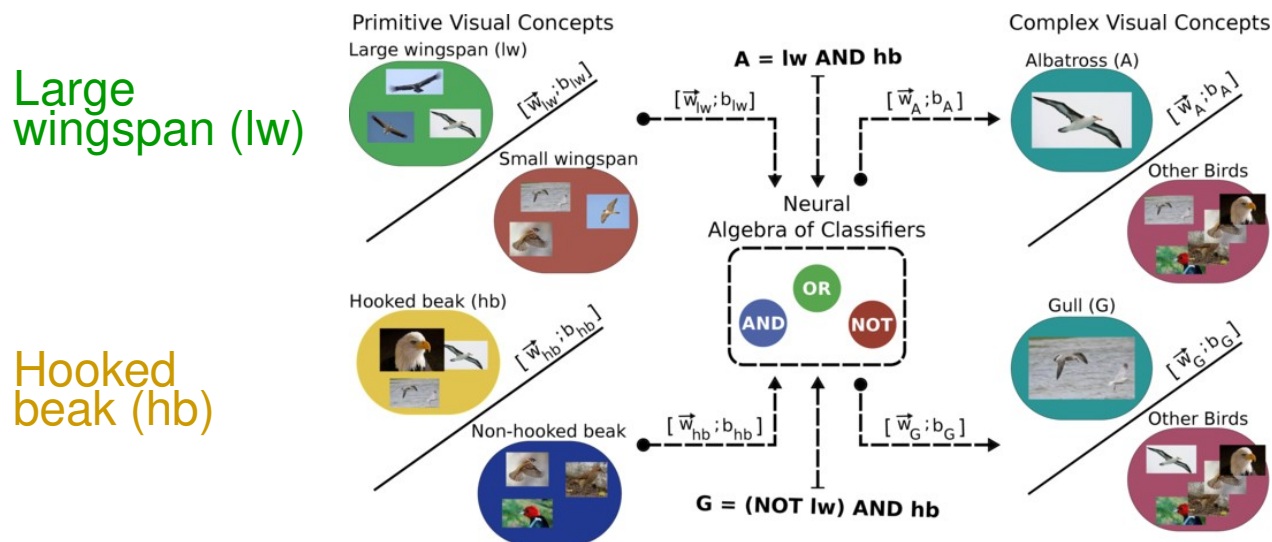 Primitive Visual Concepts
Complex Visual Concepts
Large
wingspan (lw)
Large wingspan (lw)
[w⃗lw;blw]
Small wingspan
A = lw AND hb
[w⃗lw;blw]
[w⃗A;bA]
Albatross (A)
[w⃗A;bA]
Other Birds
Neural
Algebra of Classifiers
OR
AND
NOT
Hooked
beak (hb)
Hooked beak (hb)
[w⃗hb;bhb]
Non-hooked beak
[w⃗hb;bhb]
[w⃗G;bG]
G = (NOT lw) AND hb
Gull (G)
[w⃗G;bG]
Other Birds